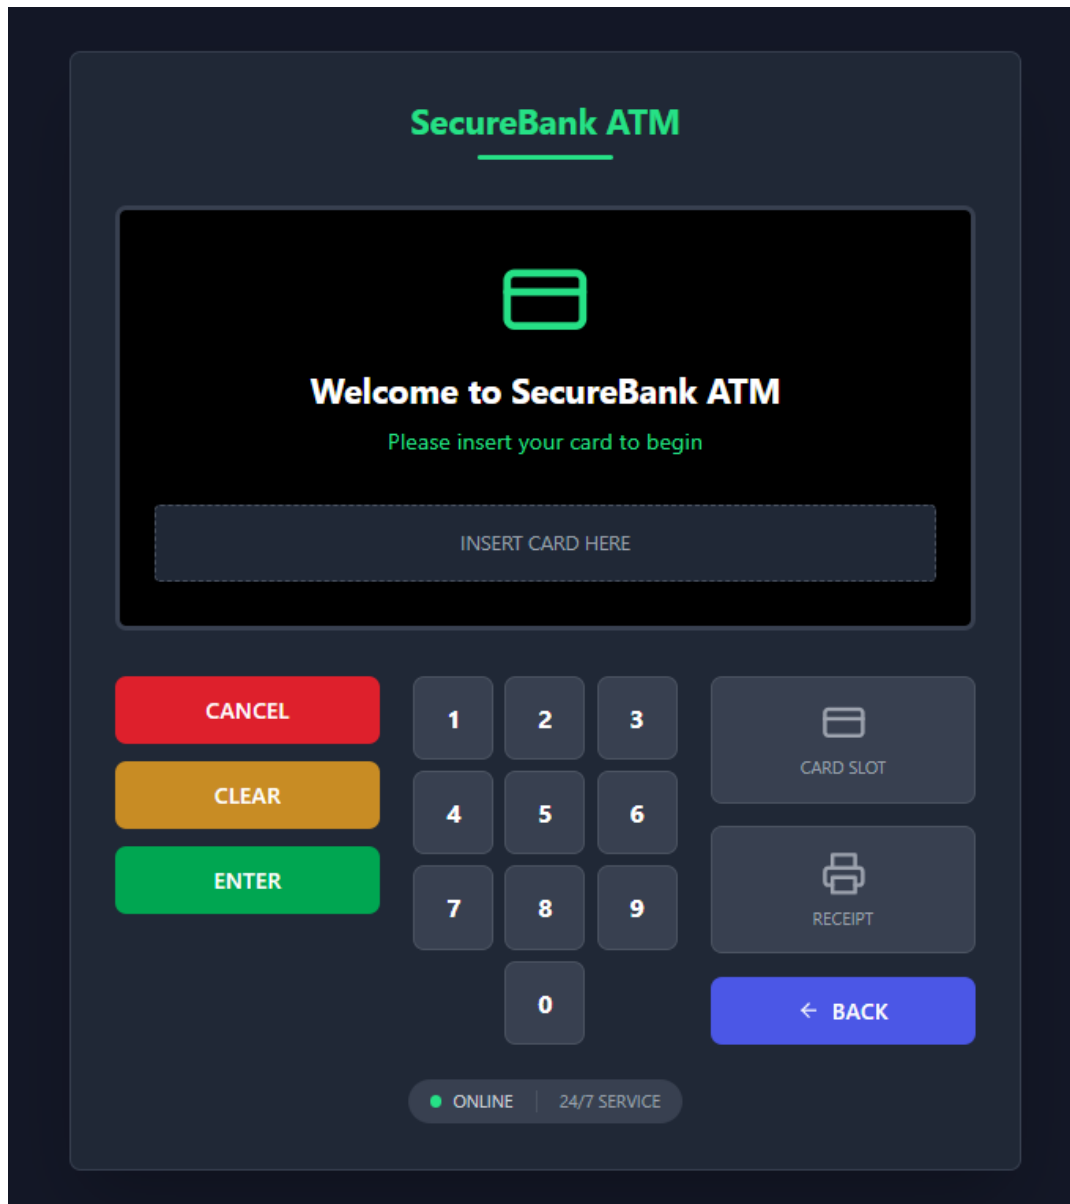 SecureBank ATM
Welcome to SecureBank ATM
Please insert your card to begin
INSERT CARD HERE
CANCEL
CLEAR
ENTER
1 2 3
4 5 6
7 8 9
0
CARD SLOT
RECEIPT
← BACK
ONLINE 24/7 SERVICE